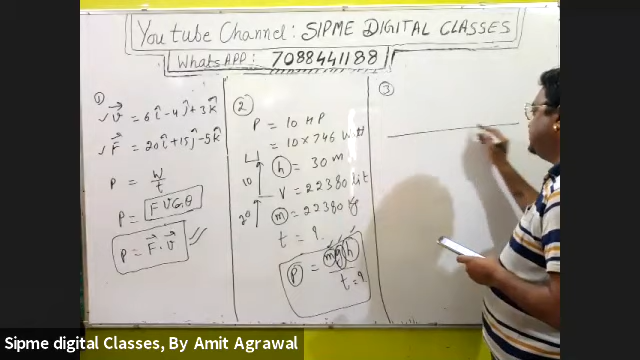 You tube Channel: SIPME DIGITAL CLASSES
WhatsAPP: 7088441188
①
v⃗ = 6î-4ĵ+3k̂
F⃗ = 20î+15ĵ-5k̂
P = W/t
P = F v Cosθ
P = F⃗ · v⃗
②
P = 10 HP
= 10×746 watt
h = 30 m
10
V = 22380 lit
20
m = 22380 kg
t = ?
P = mgh
t = ?
③
Sipme digital Classes, By Amit Agrawal